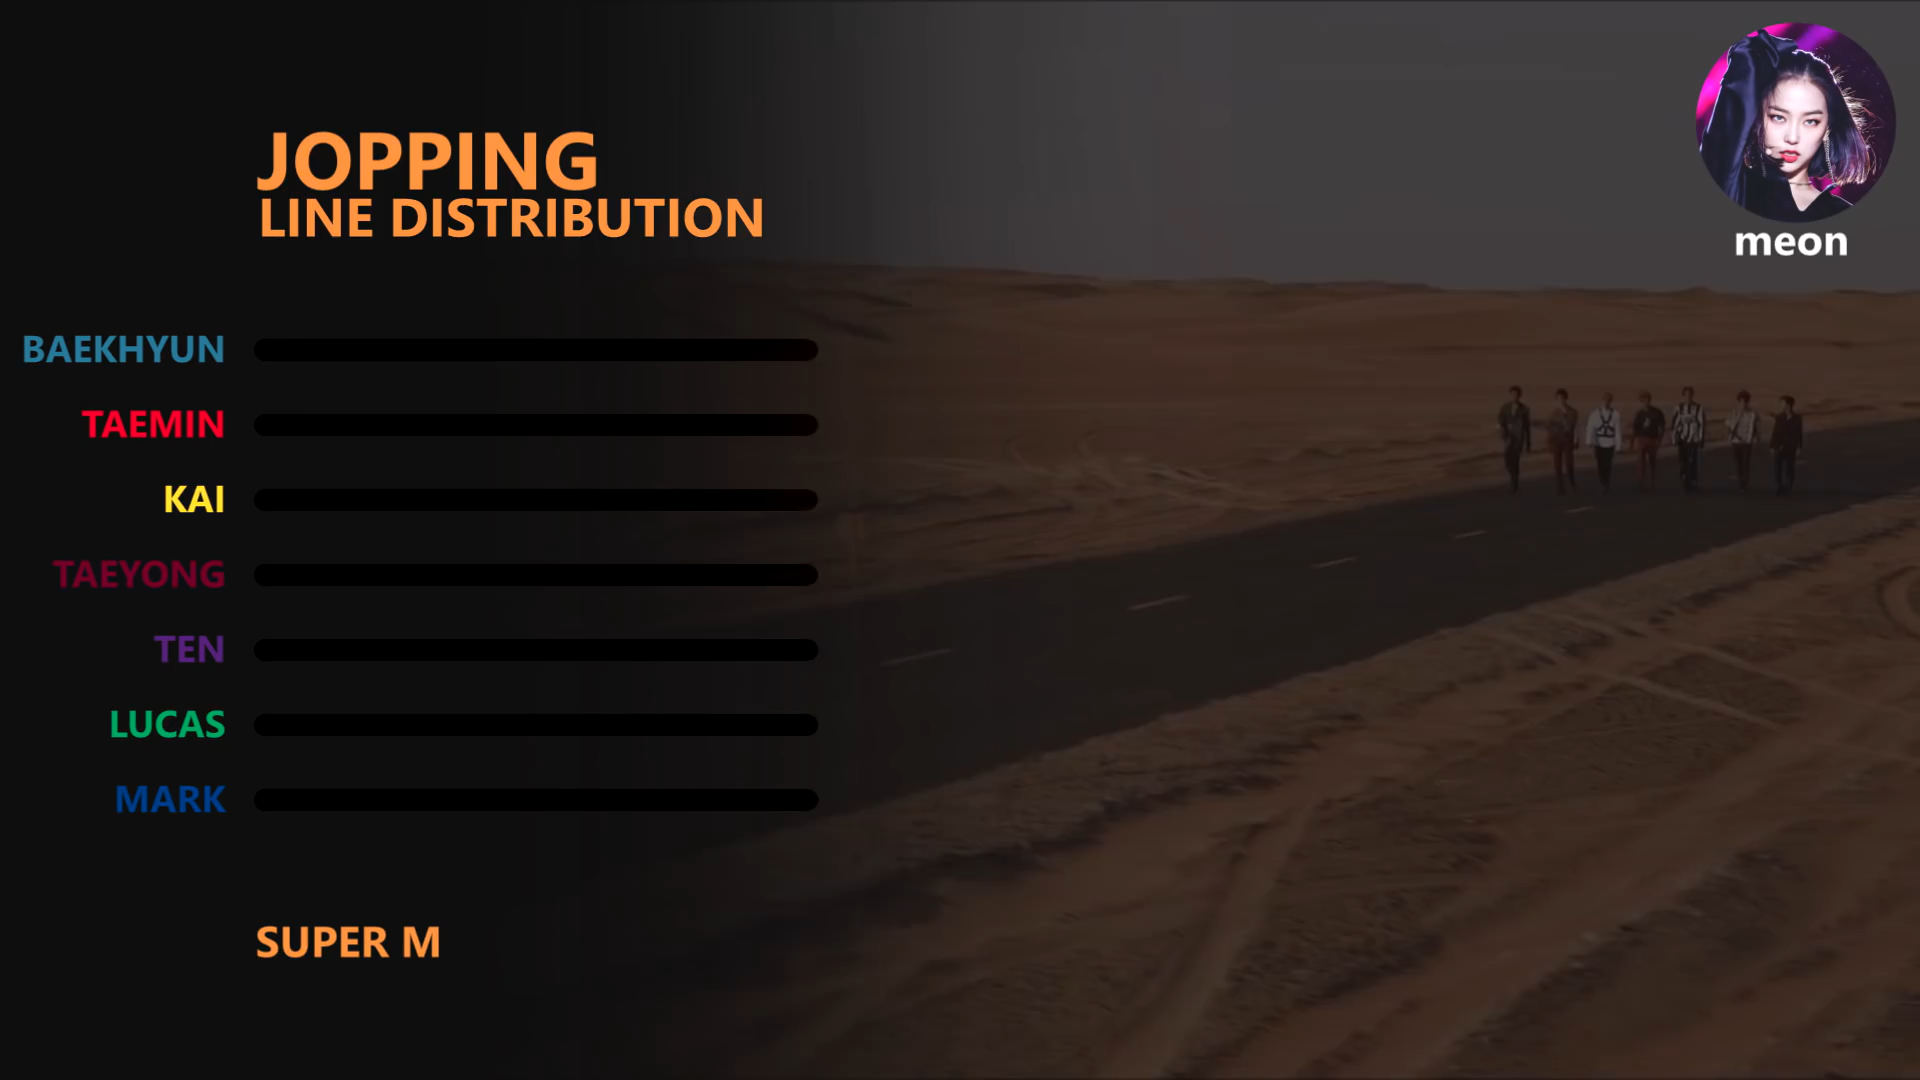 JOPPING
LINE DISTRIBUTION
meon
BAEKHYUN
TAEMIN
KAI
TAEYONG
TEN
LUCAS
MARK
SUPER M